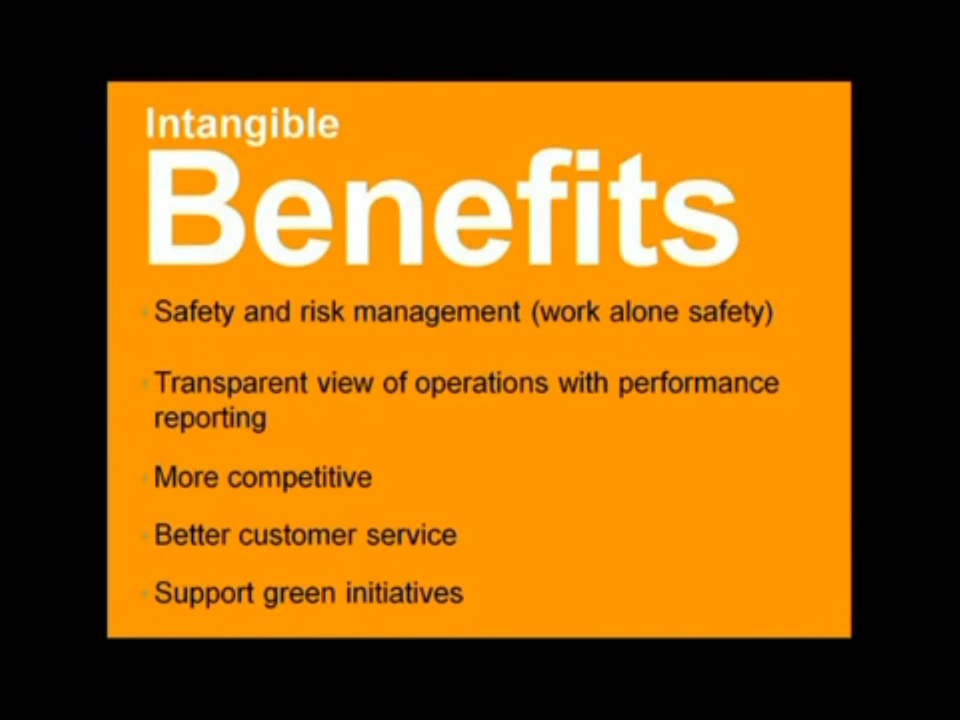 Intangible
Benefits
Safety and risk management (work alone safety)
Transparent view of operations with performance
reporting
More competitive
Better customer service
Support green initiatives